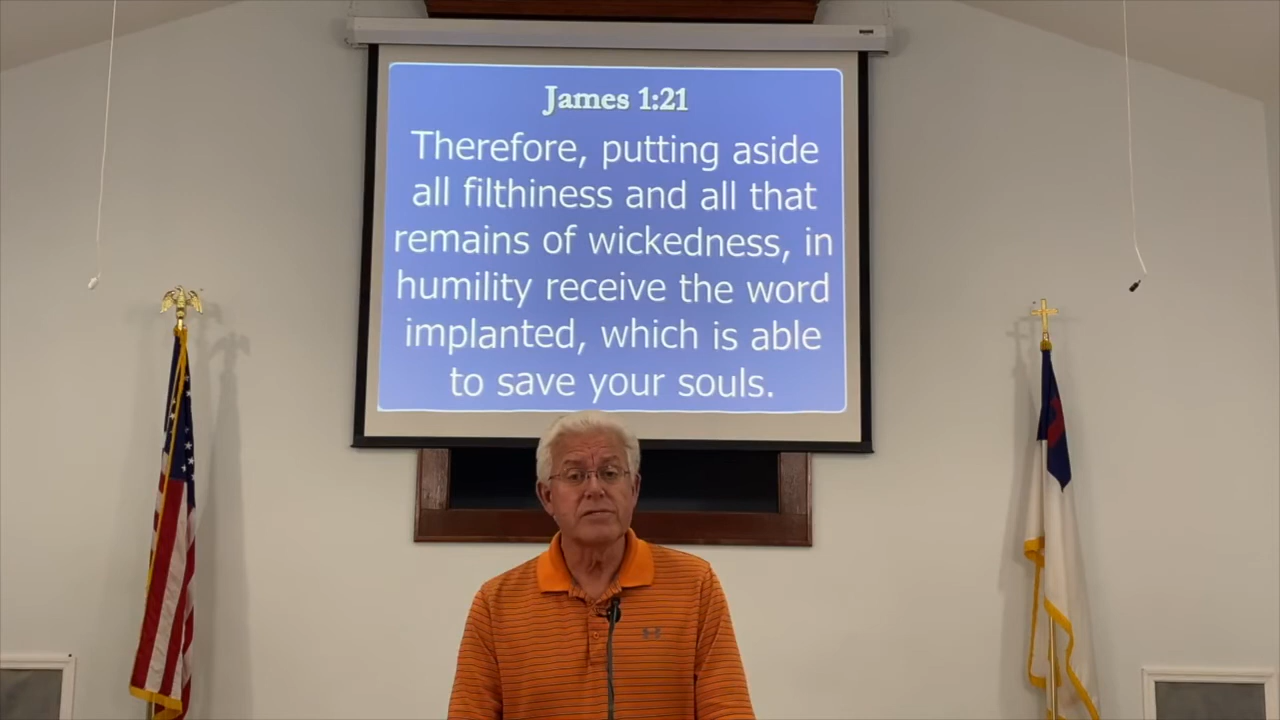 James 1:21
Therefore, putting aside
all filthiness and all that
remains of wickedness, in
humility receive the word
implanted, which is able
to save your souls.